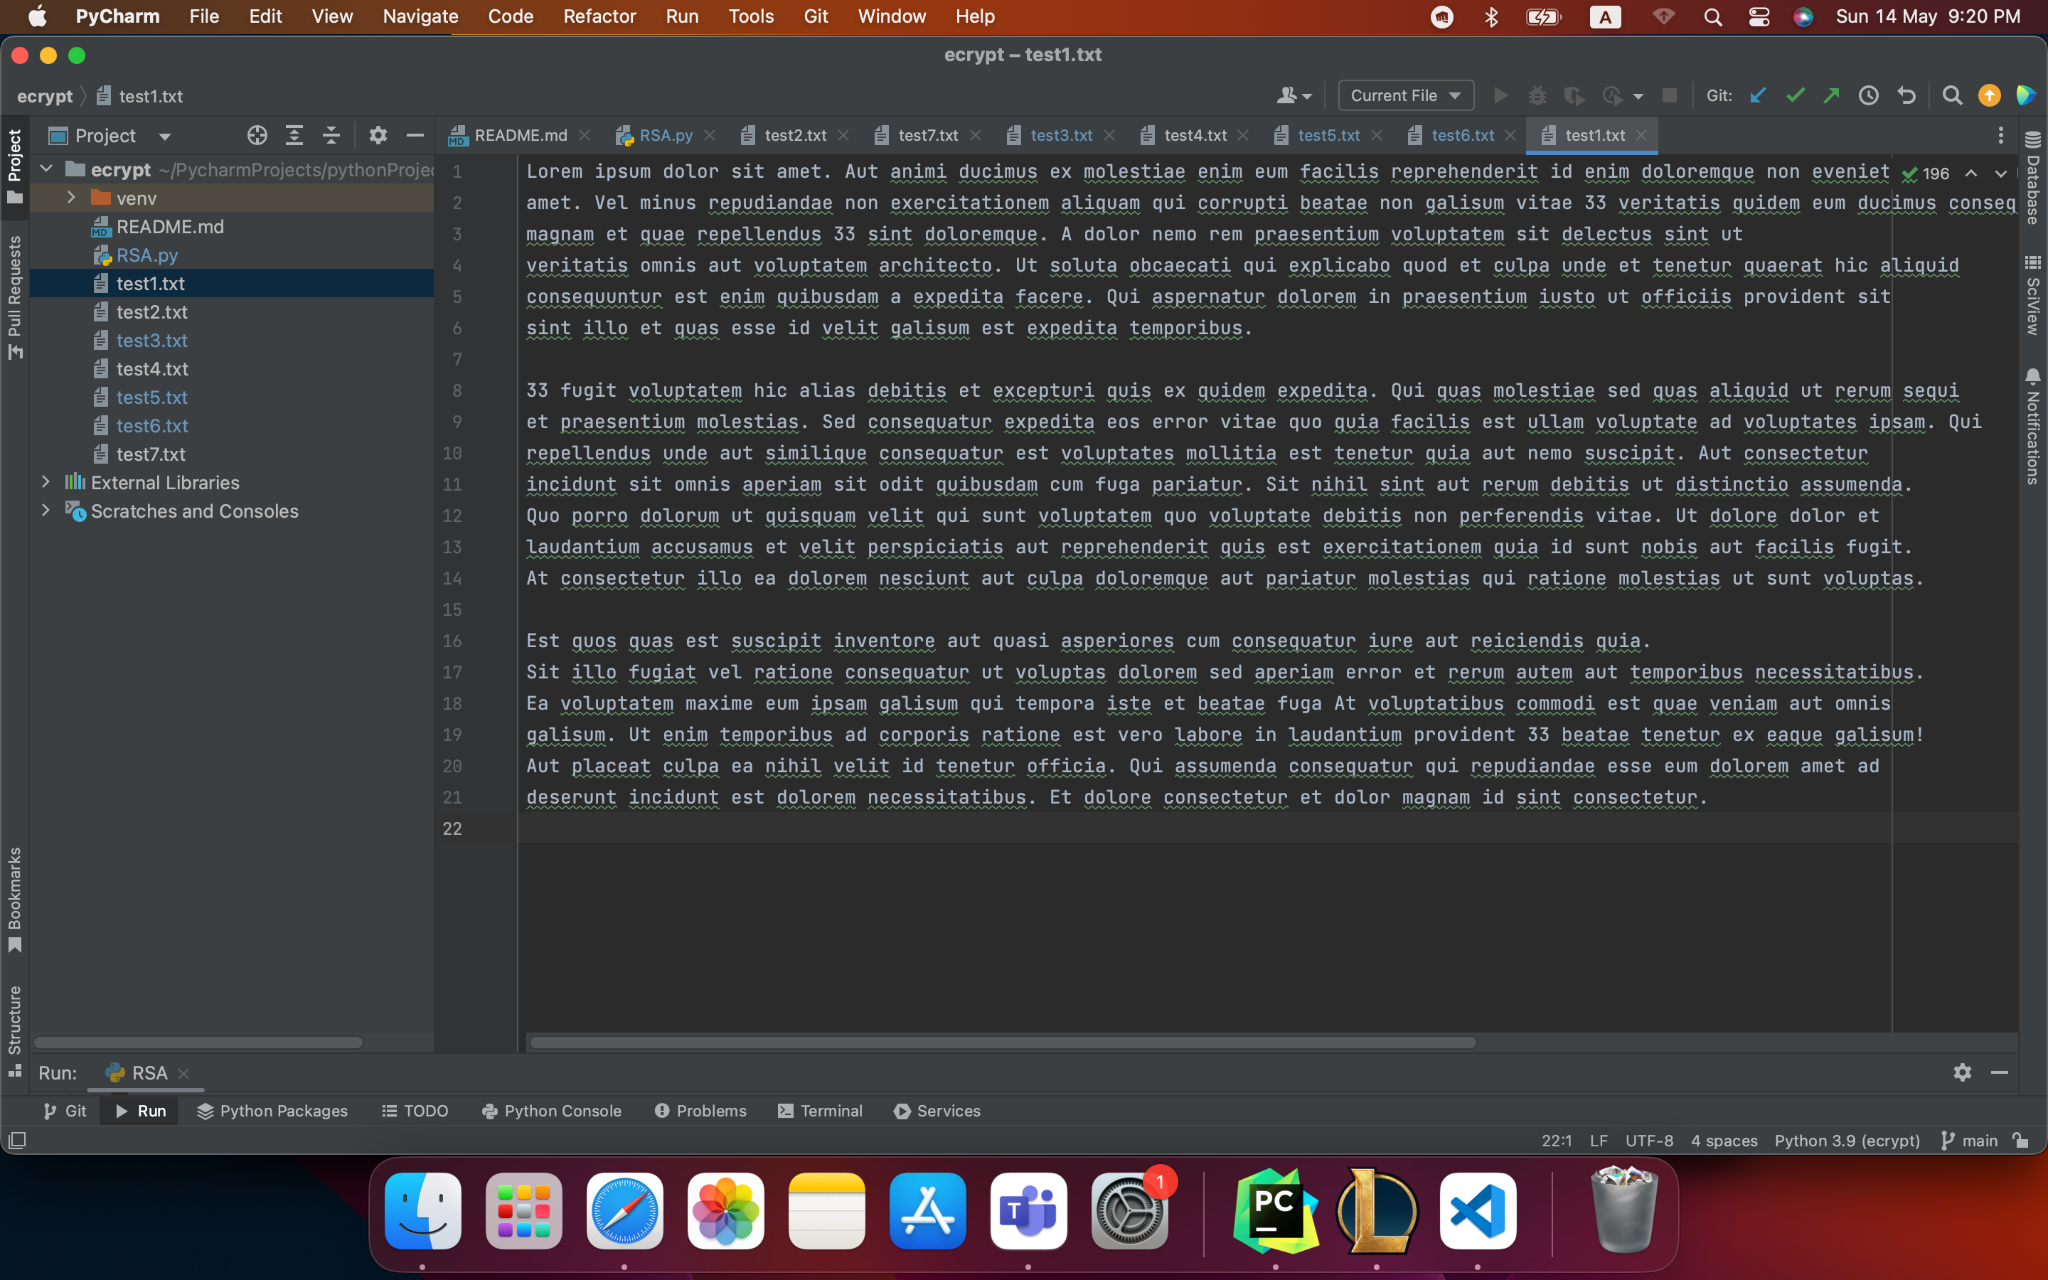 PyCharm File Edit View Navigate Code Refactor Run Tools Git Window Help A Sun 14 May 9:20 PM
ecrypt – test1.txt
ecrypt test1.txt Current File Git:
Project README.md RSA.py test2.txt test7.txt test3.txt test4.txt test5.txt test6.txt test1.txt
Project
Pull Requests
Bookmarks
Structure
ecrypt ~/PycharmProjects/pythonProjec
venv
README.md
RSA.py
test1.txt
test2.txt
test3.txt
test4.txt
test5.txt
test6.txt
test7.txt
External Libraries
Scratches and Consoles
196
1 Lorem ipsum dolor sit amet. Aut animi ducimus ex molestiae enim eum facilis reprehenderit id enim doloremque non eveniet
2 amet. Vel minus repudiandae non exercitationem aliquam qui corrupti beatae non galisum vitae 33 veritatis quidem eum ducimus conseq
3 magnam et quae repellendus 33 sint doloremque. A dolor nemo rem praesentium voluptatem sit delectus sint ut
4 veritatis omnis aut voluptatem architecto. Ut soluta obcaecati qui explicabo quod et culpa unde et tenetur quaerat hic aliquid
5 consequuntur est enim quibusdam a expedita facere. Qui aspernatur dolorem in praesentium iusto ut officiis provident sit
6 sint illo et quas esse id velit galisum est expedita temporibus.
7
8 33 fugit voluptatem hic alias debitis et excepturi quis ex quidem expedita. Qui quas molestiae sed quas aliquid ut rerum sequi
9 et praesentium molestias. Sed consequatur expedita eos error vitae quo quia facilis est ullam voluptate ad voluptates ipsam. Qui
10 repellendus unde aut similique consequatur est voluptates mollitia est tenetur quia aut nemo suscipit. Aut consectetur
11 incidunt sit omnis aperiam sit odit quibusdam cum fuga pariatur. Sit nihil sint aut rerum debitis ut distinctio assumenda.
12 Quo porro dolorum ut quisquam velit qui sunt voluptatem quo voluptate debitis non perferendis vitae. Ut dolore dolor et
13 laudantium accusamus et velit perspiciatis aut reprehenderit quis est exercitationem quia id sunt nobis aut facilis fugit.
14 At consectetur illo ea dolorem nesciunt aut culpa doloremque aut pariatur molestias qui ratione molestias ut sunt voluptas.
15
16 Est quos quas est suscipit inventore aut quasi asperiores cum consequatur iure aut reiciendis quia.
17 Sit illo fugiat vel ratione consequatur ut voluptas dolorem sed aperiam error et rerum autem aut temporibus necessitatibus.
18 Ea voluptatem maxime eum ipsam galisum qui tempora iste et beatae fuga At voluptatibus commodi est quae veniam aut omnis
19 galisum. Ut enim temporibus ad corporis ratione est vero labore in laudantium provident 33 beatae tenetur ex eaque galisum!
20 Aut placeat culpa ea nihil velit id tenetur officia. Qui assumenda consequatur qui repudiandae esse eum dolorem amet ad
21 deserunt incidunt est dolorem necessitatibus. Et dolore consectetur et dolor magnam id sint consectetur.
22
Database
SciView
Notifications
Run: RSA
Git Run Python Packages TODO Python Console Problems Terminal Services
22:1 LF UTF-8 4 spaces Python 3.9 (ecrypt) main
T 1 PC